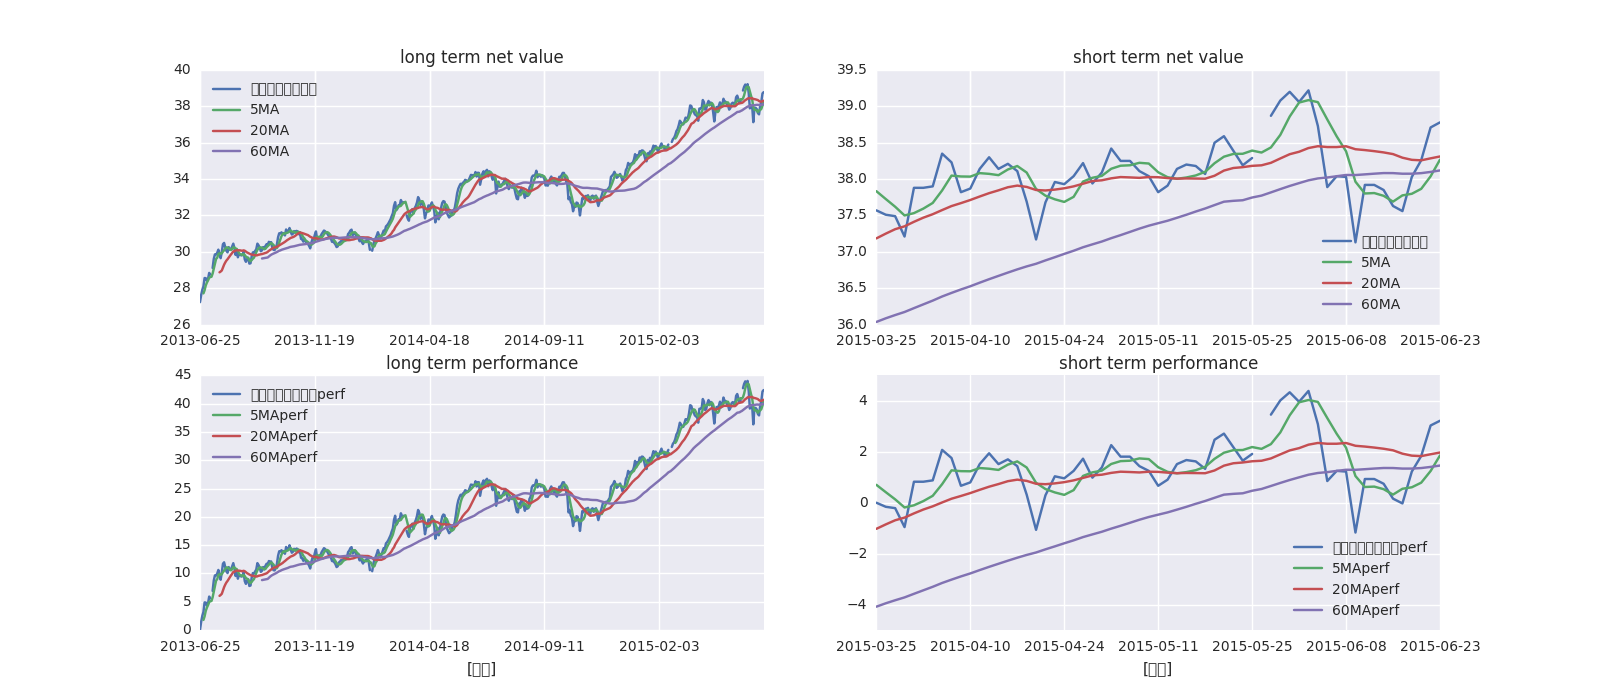 long term net value
40
38
36
34
32
30
28
26
5MA
20MA
60MA
2013-06-25 2013-11-19 2014-04-18 2014-09-11 2015-02-03
short term net value
39.5
39.0
38.5
38.0
37.5
37.0
36.5
36.0
5MA
20MA
60MA
2015-03-25 2015-04-10 2015-04-24 2015-05-11 2015-05-25 2015-06-08 2015-06-23
long term performance
45
40
35
30
25
20
15
10
5
0
perf
5MAperf
20MAperf
60MAperf
2013-06-25 2013-11-19 2014-04-18 2014-09-11 2015-02-03
short term performance
4
2
0
−2
−4
perf
5MAperf
20MAperf
60MAperf
2015-03-25 2015-04-10 2015-04-24 2015-05-11 2015-05-25 2015-06-08 2015-06-23